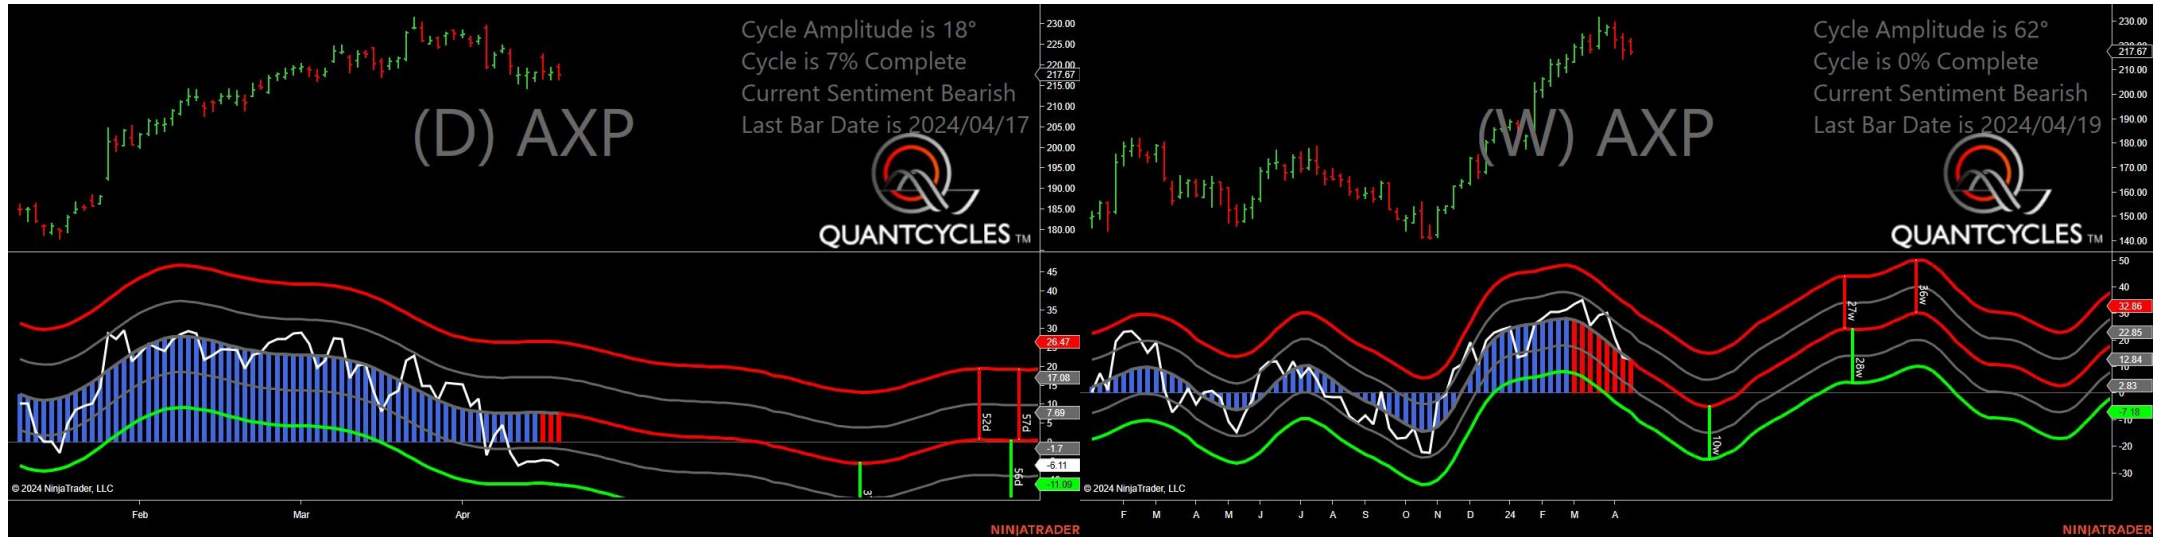 Cycle Amplitude is 18°
Cycle is 7% Complete
Current Sentiment Bearish
Last Bar Date is 2024/04/17
(D) AXP
QUANTCYCLES TM
230.00
225.00
220.00
217.67
215.00
210.00
205.00
200.00
195.00
190.00
185.00
180.00
45
40
35
30
26.47
20
17.08
15
10
7.69
5
-1.7
-6.11
-11.09
52d
57d
56d
© 2024 NinjaTrader, LLC
Feb Mar Apr
NINJATRADER
Cycle Amplitude is 62°
Cycle is 0% Complete
Current Sentiment Bearish
Last Bar Date is 2024/04/19
(W) AXP
QUANTCYCLES TM
230.00
217.67
210.00
200.00
190.00
180.00
170.00
160.00
150.00
140.00
50
40
32.86
30
22.85
20
12.84
10
2.83
0
-7.18
-10
-20
-30
10w
27w
28w
36w
© 2024 NinjaTrader, LLC
F M A M J J A S O N D 24 F M A
NINJATRADER